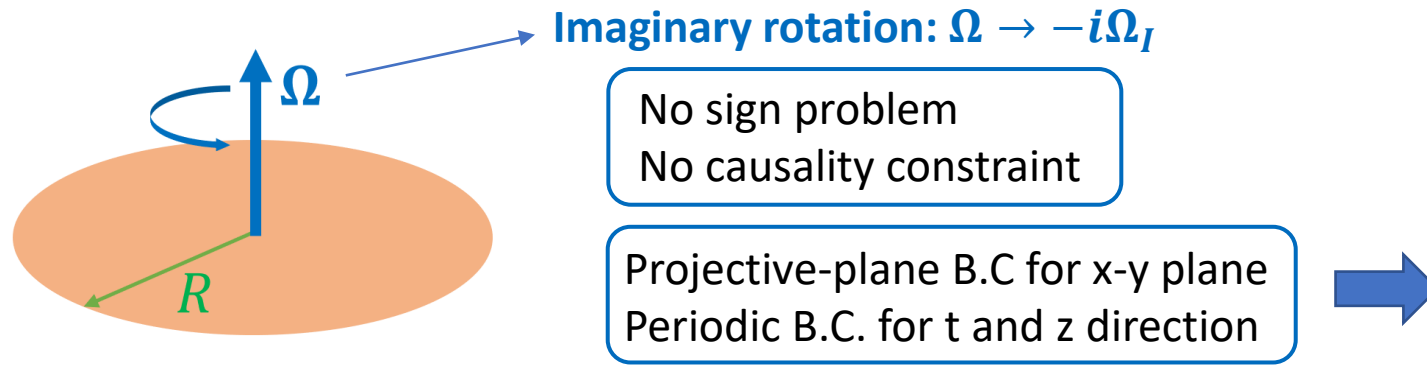 Imaginary rotation: Ω → −iΩ_I
Ω
No sign problem
No causality constraint
R
Projective-plane B.C for x-y plane
Periodic B.C. for t and z direction